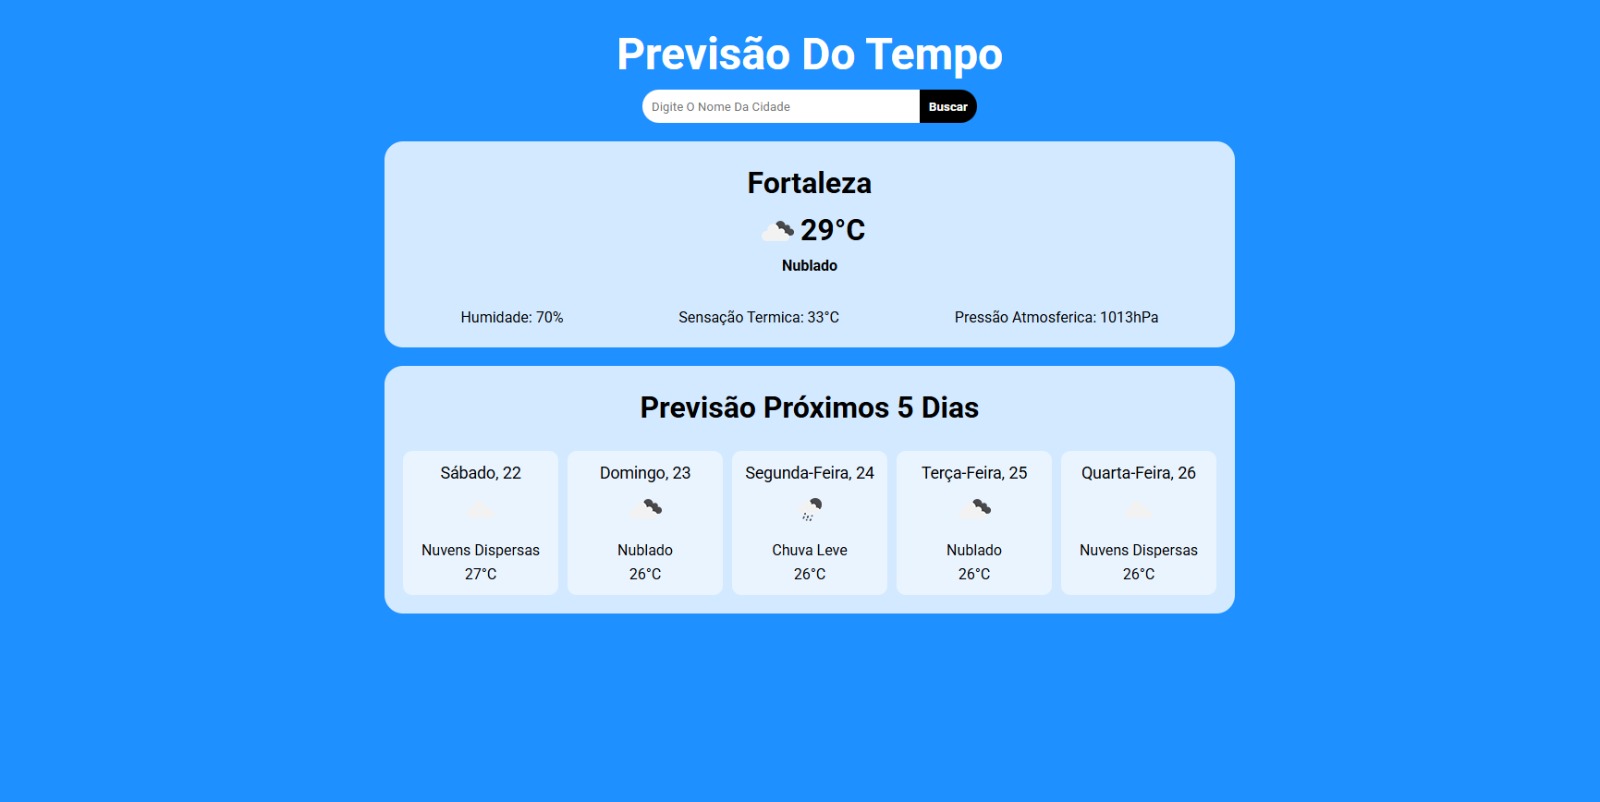 Previsão Do Tempo
Digite O Nome Da Cidade Buscar
Fortaleza
29°C
Nublado
Humidade: 70% Sensação Termica: 33°C Pressão Atmosferica: 1013hPa
Previsão Próximos 5 Dias
Sábado, 22 Domingo, 23 Segunda-Feira, 24 Terça-Feira, 25 Quarta-Feira, 26
Nuvens Dispersas Nublado Chuva Leve Nublado Nuvens Dispersas
27°C 26°C 26°C 26°C 26°C